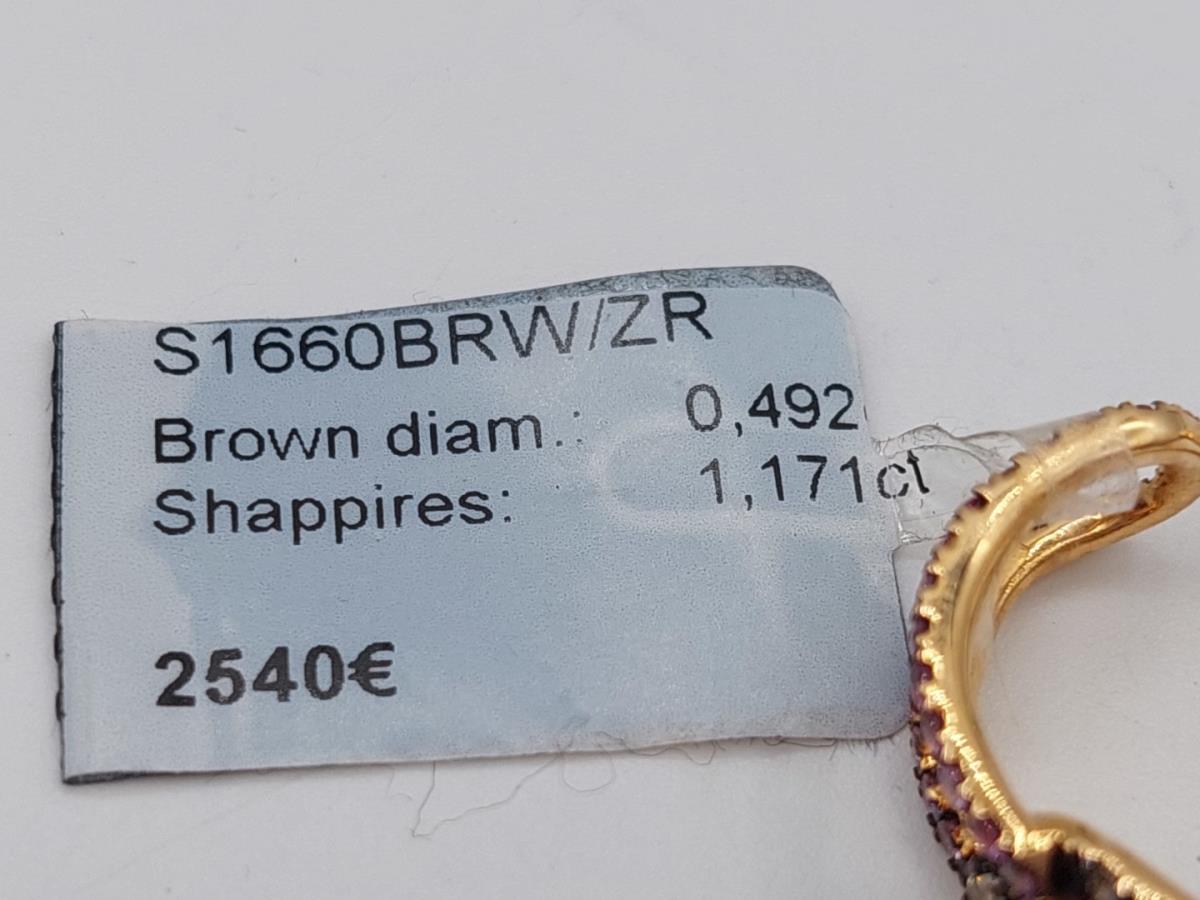 S1660BRW/ZR
Brown diam.: 0,492
Shappires: 1,171ct
2540€